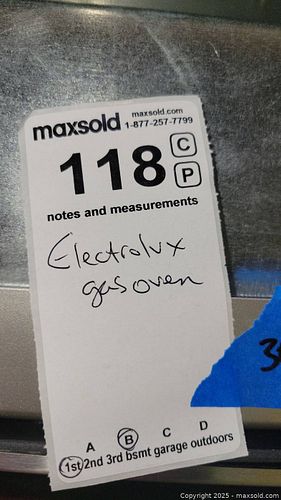 maxsold
maxsold.com
1-877-257-7799
118
C
P
notes and measurements
Electrolux
gas oven
A B C D
1st 2nd 3rd bsmt garage outdoors
Copyright 2025 - maxsold.com